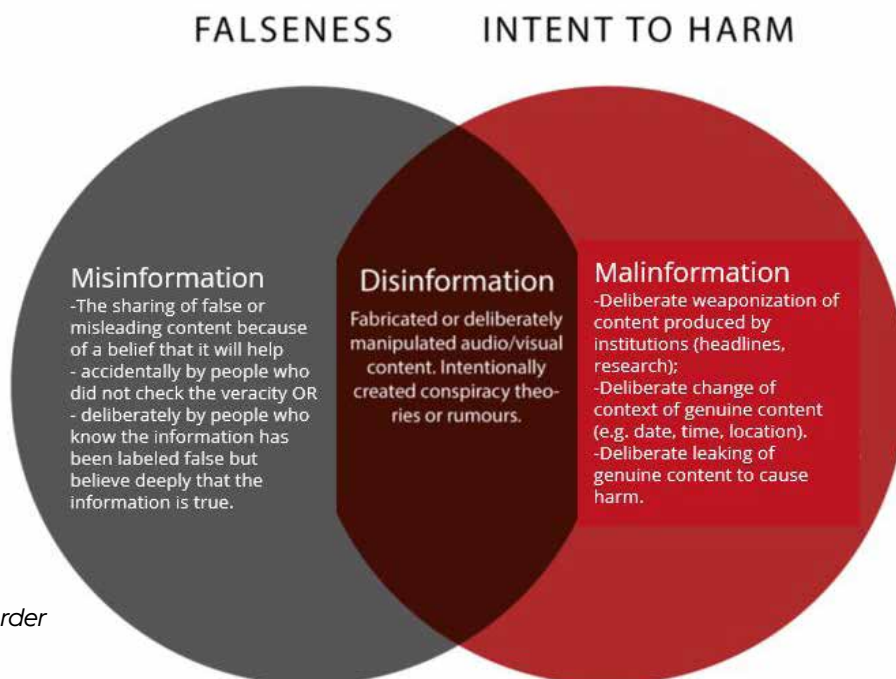 FALSENESS
INTENT TO HARM
Misinformation
-The sharing of false or
misleading content because
of a belief that it will help
- accidentally by people who
did not check the veracity OR
- deliberately by people who
know the information has
been labeled false but
believe deeply that the
information is true.
Disinformation
Fabricated or deliberately
manipulated audio/visual
content. Intentionally
created conspiracy theo-
ries or rumours.
Malinformation
-Deliberate weaponization of
content produced by
institutions (headlines,
research);
-Deliberate change of
context of genuine content
(e.g. date, time, location).
-Deliberate leaking of
genuine content to cause
harm.
rder